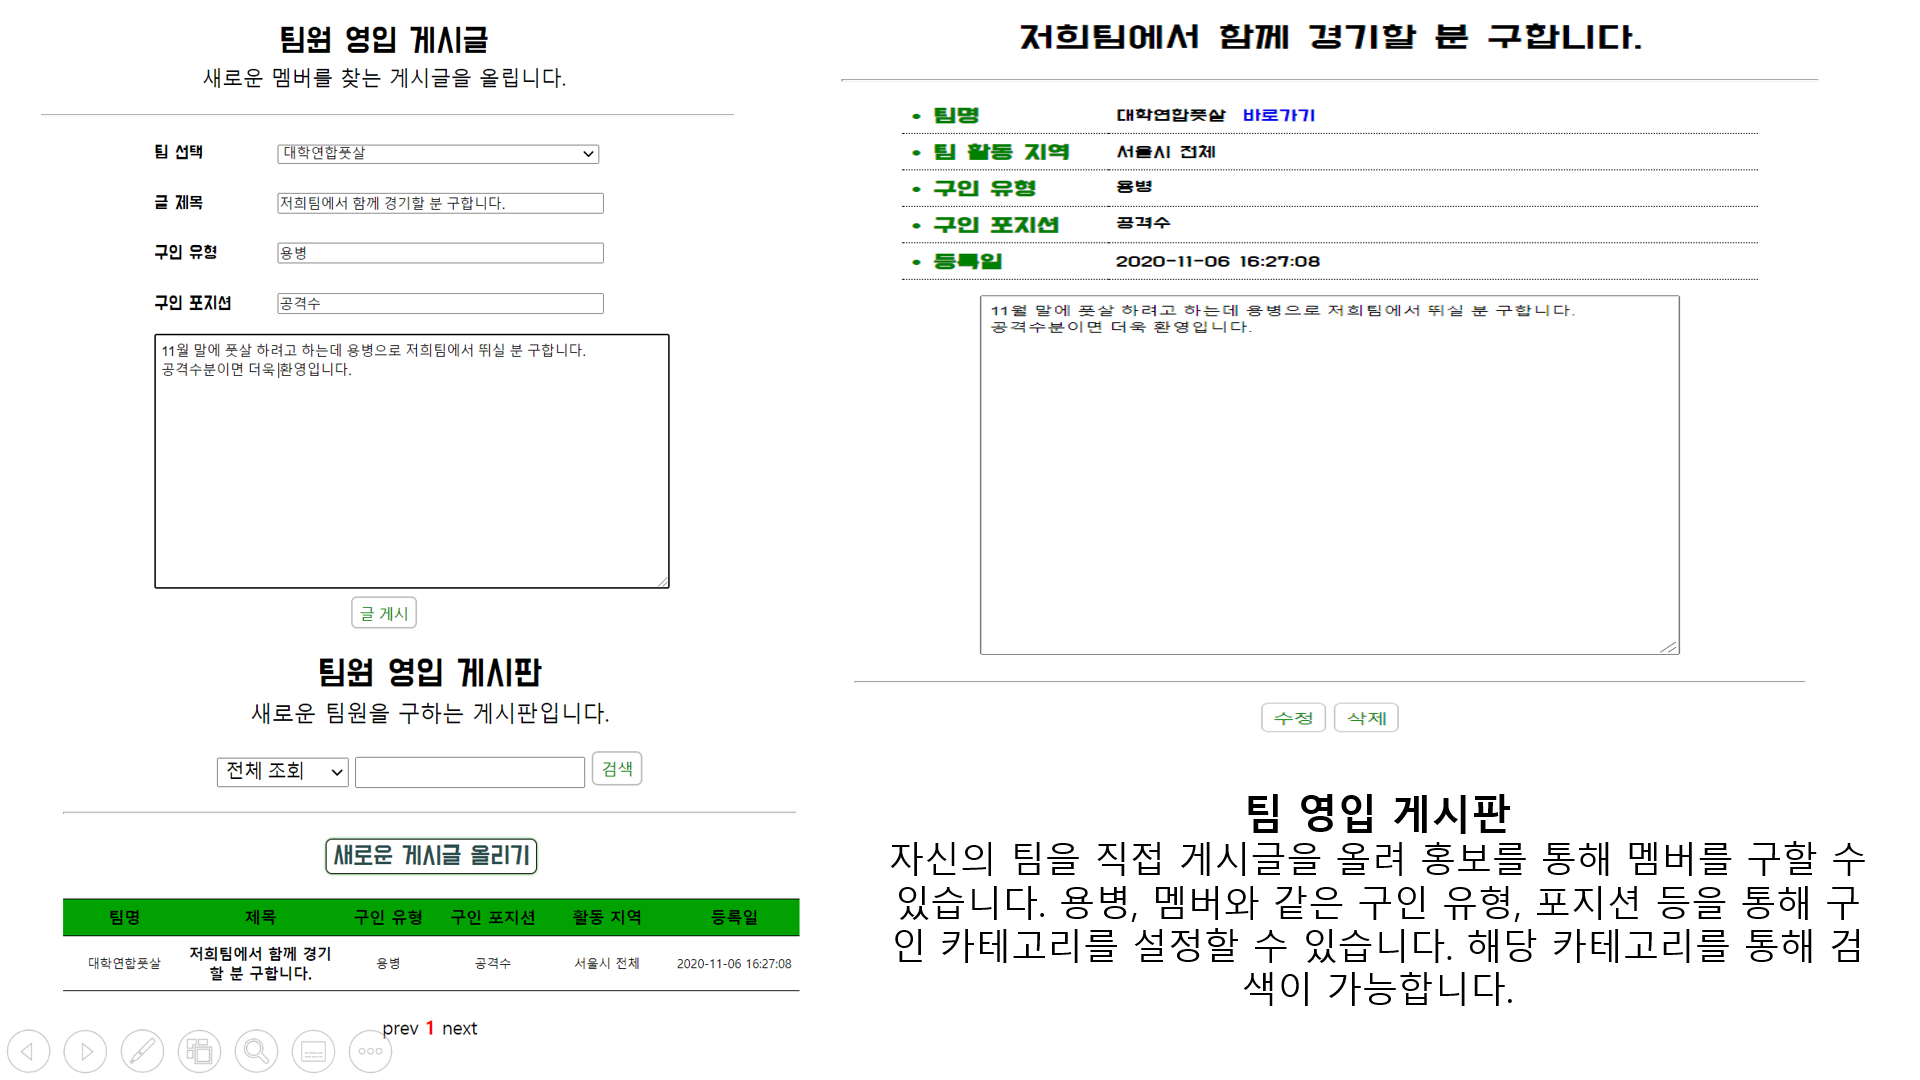 팀원 영입 게시글
새로운 멤버를 찾는 게시글을 올립니다.
팀 선택 대학연합풋살
글 제목 저희팀에서 함께 경기할 분 구합니다.
구인 유형 용병
구인 포지션 공격수
11월 말에 풋살 하려고 하는데 용병으로 저희팀에서 뛰실 분 구합니다.
공격수분이면 더욱 환영입니다.
글 게시
팀원 영입 게시판
새로운 팀원을 구하는 게시판입니다.
전체 조회 검색
새로운 게시글 올리기
팀명 제목 구인 유형 구인 포지션 활동 지역 등록일
대학연합풋살 저희팀에서 함께 경기 용병 공격수 서울시 전체 2020-11-06 16:27:08
할 분 구합니다.
prev 1 next
저희팀에서 함께 경기할 분 구합니다.
• 팀명 대학연합풋살 바로가기
• 팀 활동 지역 서울시 전체
• 구인 유형 용병
• 구인 포지션 공격수
• 등록일 2020-11-06 16:27:08
11월 말에 풋살 하려고 하는데 용병으로 저희팀에서 뛰실 분 구합니다.
공격수분이면 더욱 환영입니다.
수정 삭제
팀 영입 게시판
자신의 팀을 직접 게시글을 올려 홍보를 통해 멤버를 구할 수
있습니다. 용병, 멤버와 같은 구인 유형, 포지션 등을 통해 구
인 카테고리를 설정할 수 있습니다. 해당 카테고리를 통해 검
색이 가능합니다.